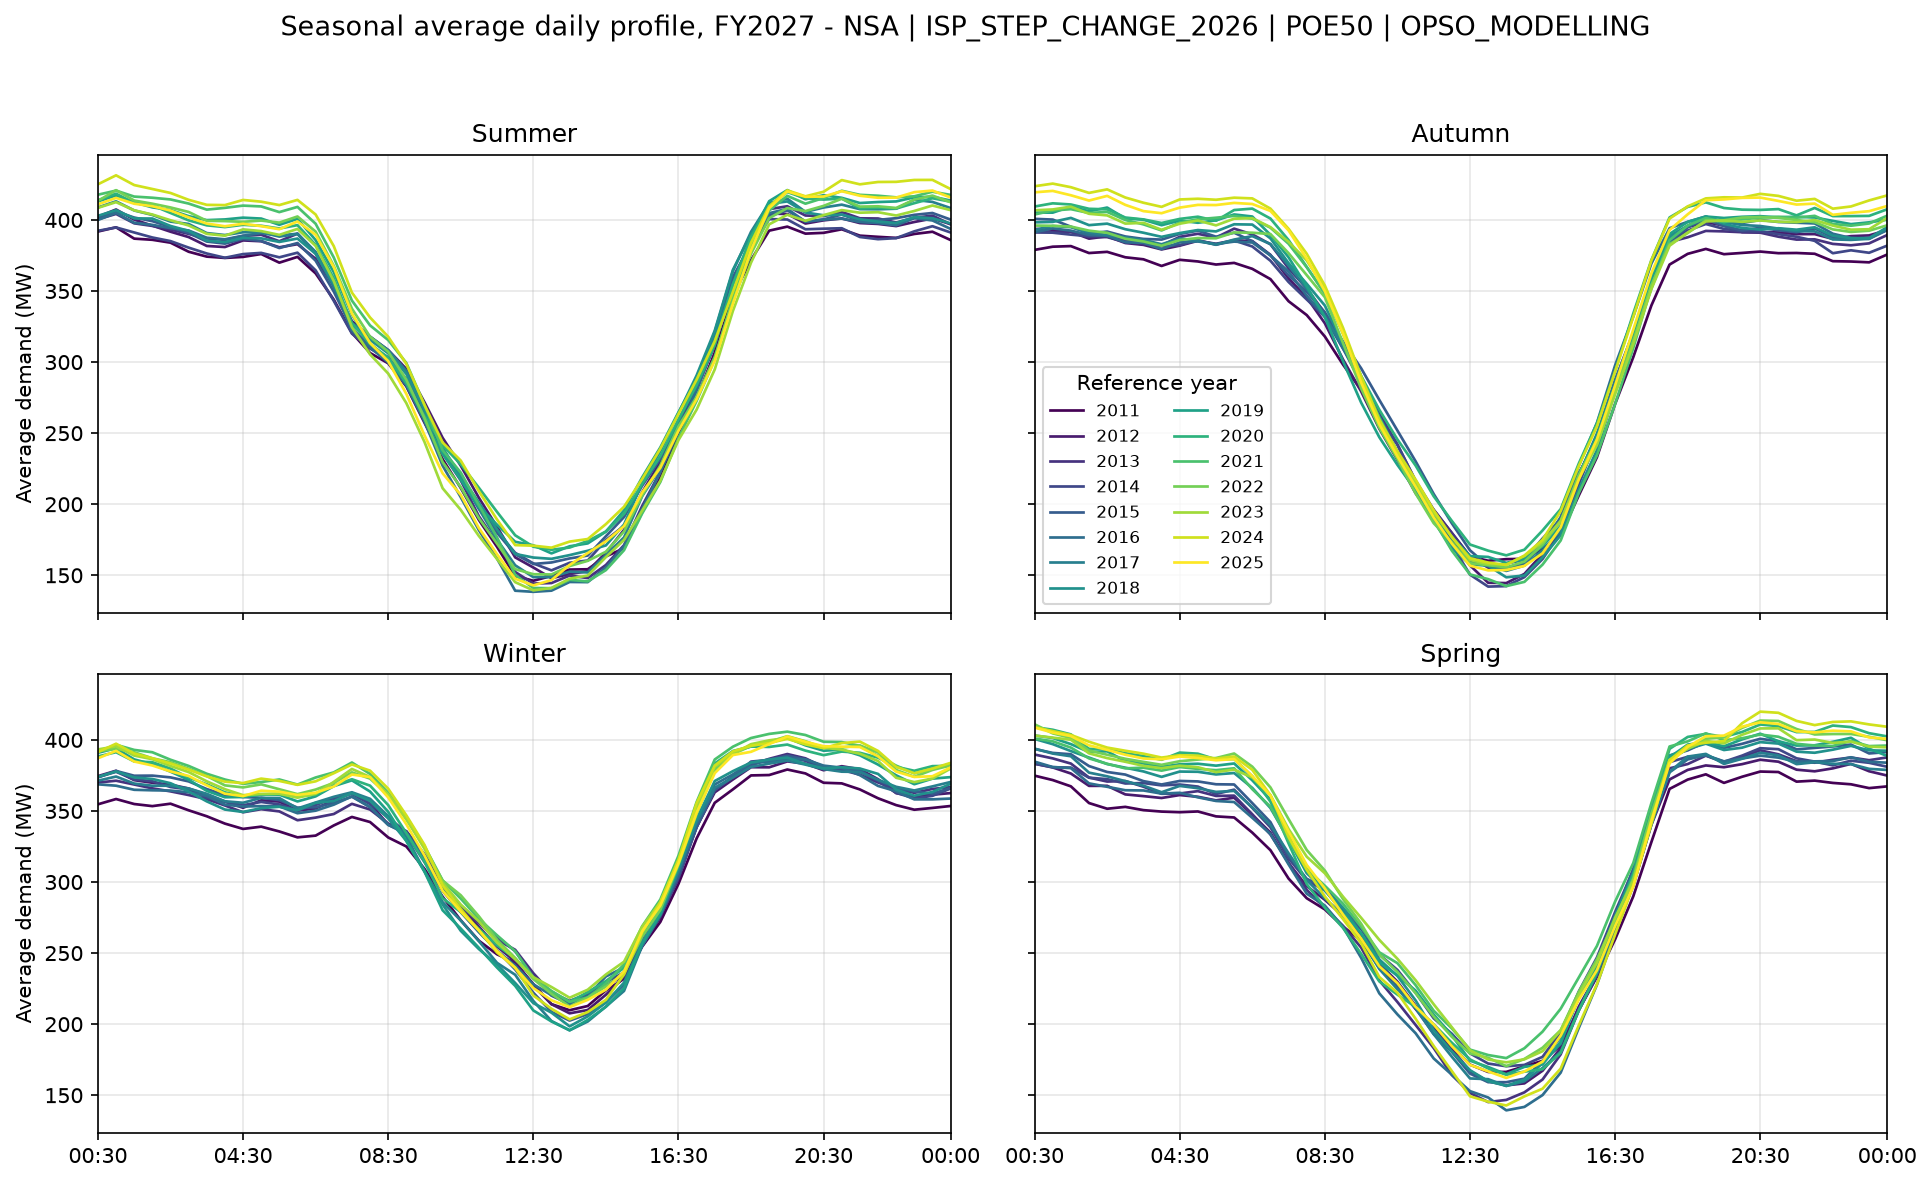 Seasonal average daily profile, FY2027 - NSA | ISP_STEP_CHANGE_2026 | POE50 | OPSO_MODELLING
Summer
Average demand (MW)
400
350
300
250
200
150
Autumn
Reference year
2011
2012
2013
2014
2015
2016
2017
2018
2019
2020
2021
2022
2023
2024
2025
Winter
Average demand (MW)
400
350
300
250
200
150
00:30 04:30 08:30 12:30 16:30 20:30 00:00
Spring
00:30 04:30 08:30 12:30 16:30 20:30 00:00